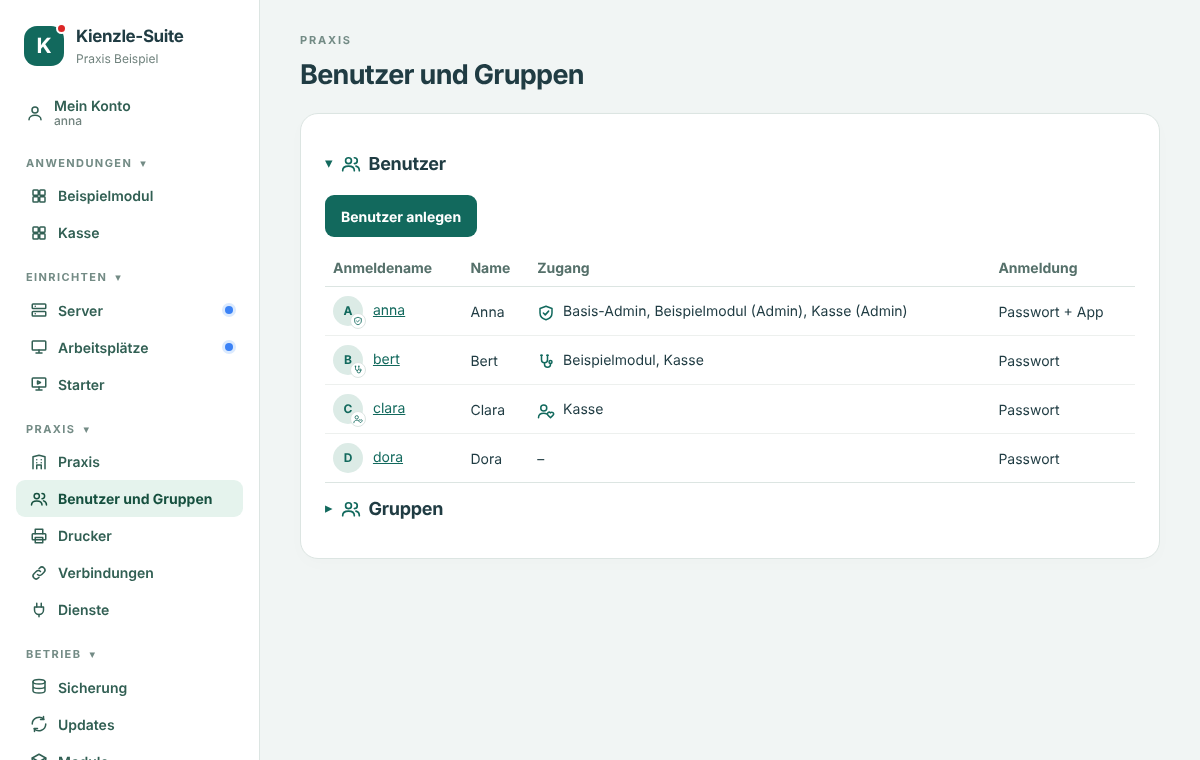 K
Kienzle-Suite
Praxis Beispiel
Mein Konto
anna
ANWENDUNGEN
Beispielmodul
Kasse
EINRICHTEN
Server
Arbeitsplätze
Starter
PRAXIS
Praxis
Benutzer und Gruppen
Drucker
Verbindungen
Dienste
BETRIEB
Sicherung
Updates
Module
PRAXIS
Benutzer und Gruppen
Benutzer
Benutzer anlegen
Anmeldename Name Zugang Anmeldung
A anna Anna Basis-Admin, Beispielmodul (Admin), Kasse (Admin) Passwort + App
B bert Bert Beispielmodul, Kasse Passwort
C clara Clara Kasse Passwort
D dora Dora – Passwort
Gruppen